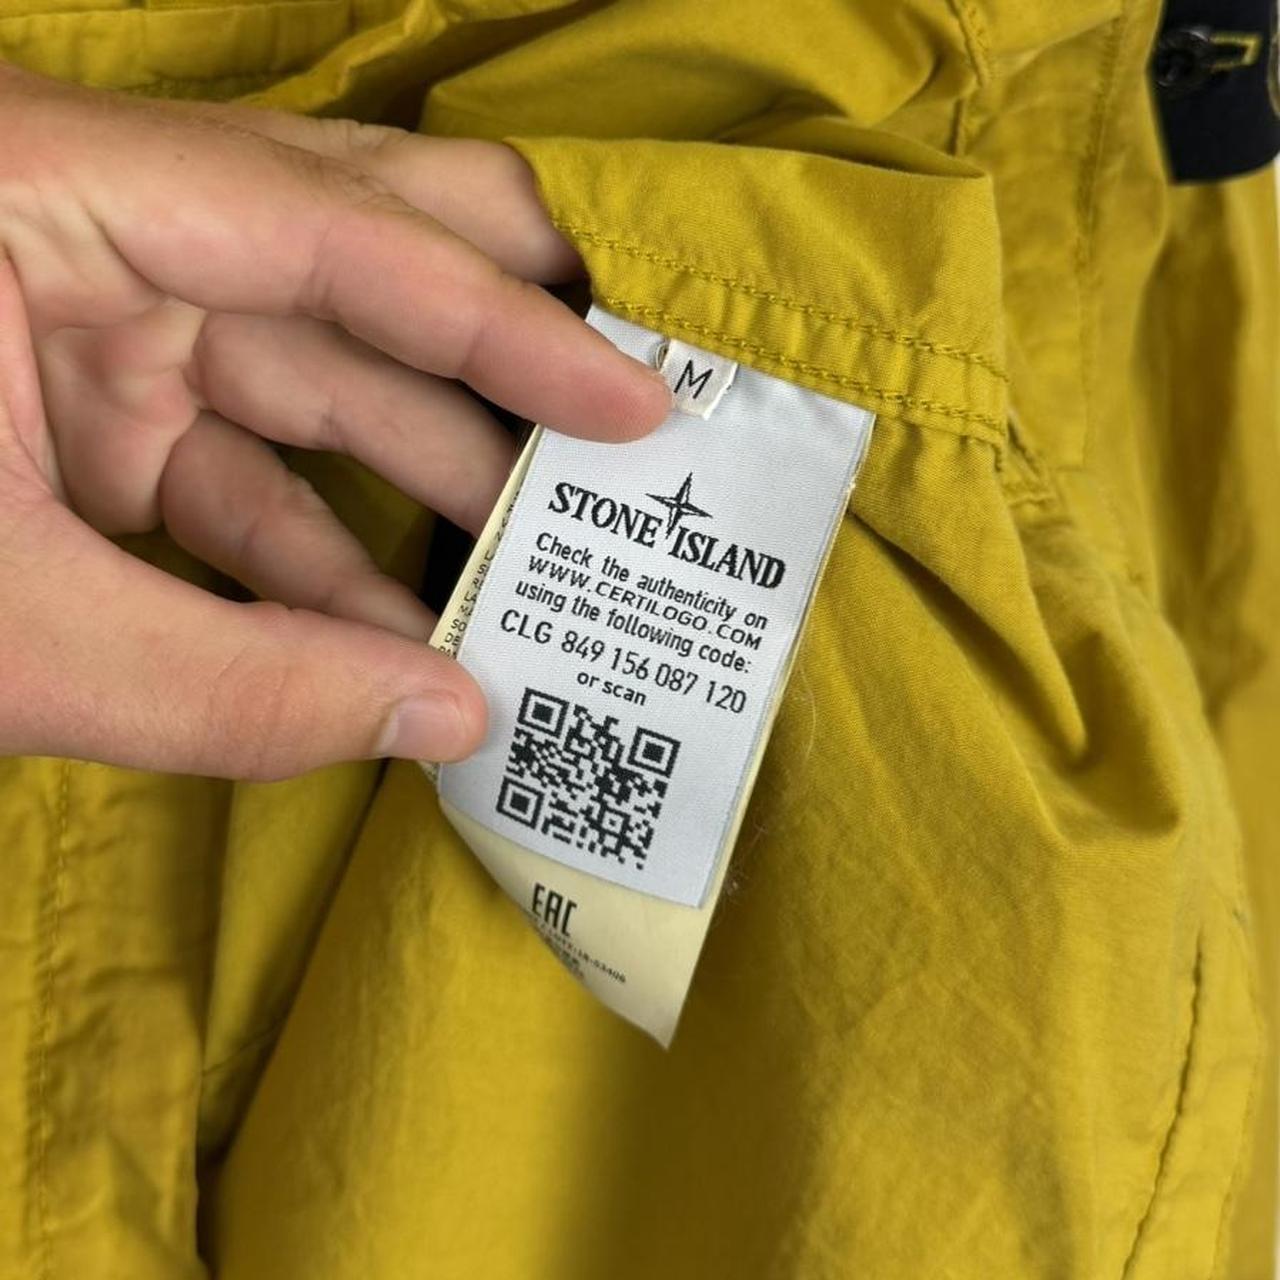 M
STONE ISLAND
Check the authenticity on
WWW.CERTILOGO.COM
using the following code:
CLG 849 156 087 120
or scan
EAC